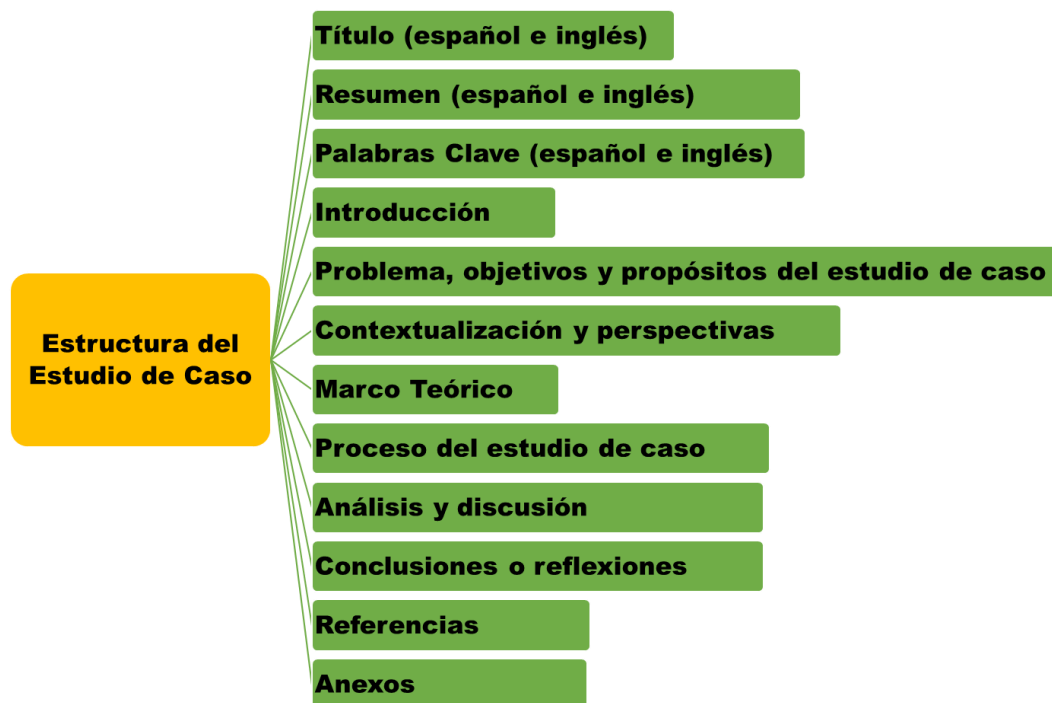 Título (español e inglés)
Resumen (español e inglés)
Palabras Clave (español e inglés)
Introducción
Problema, objetivos y propósitos del estudio de caso
Contextualización y perspectivas
Estructura del
Estudio de Caso
Marco Teórico
Proceso del estudio de caso
Análisis y discusión
Conclusiones o reflexiones
Referencias
Anexos